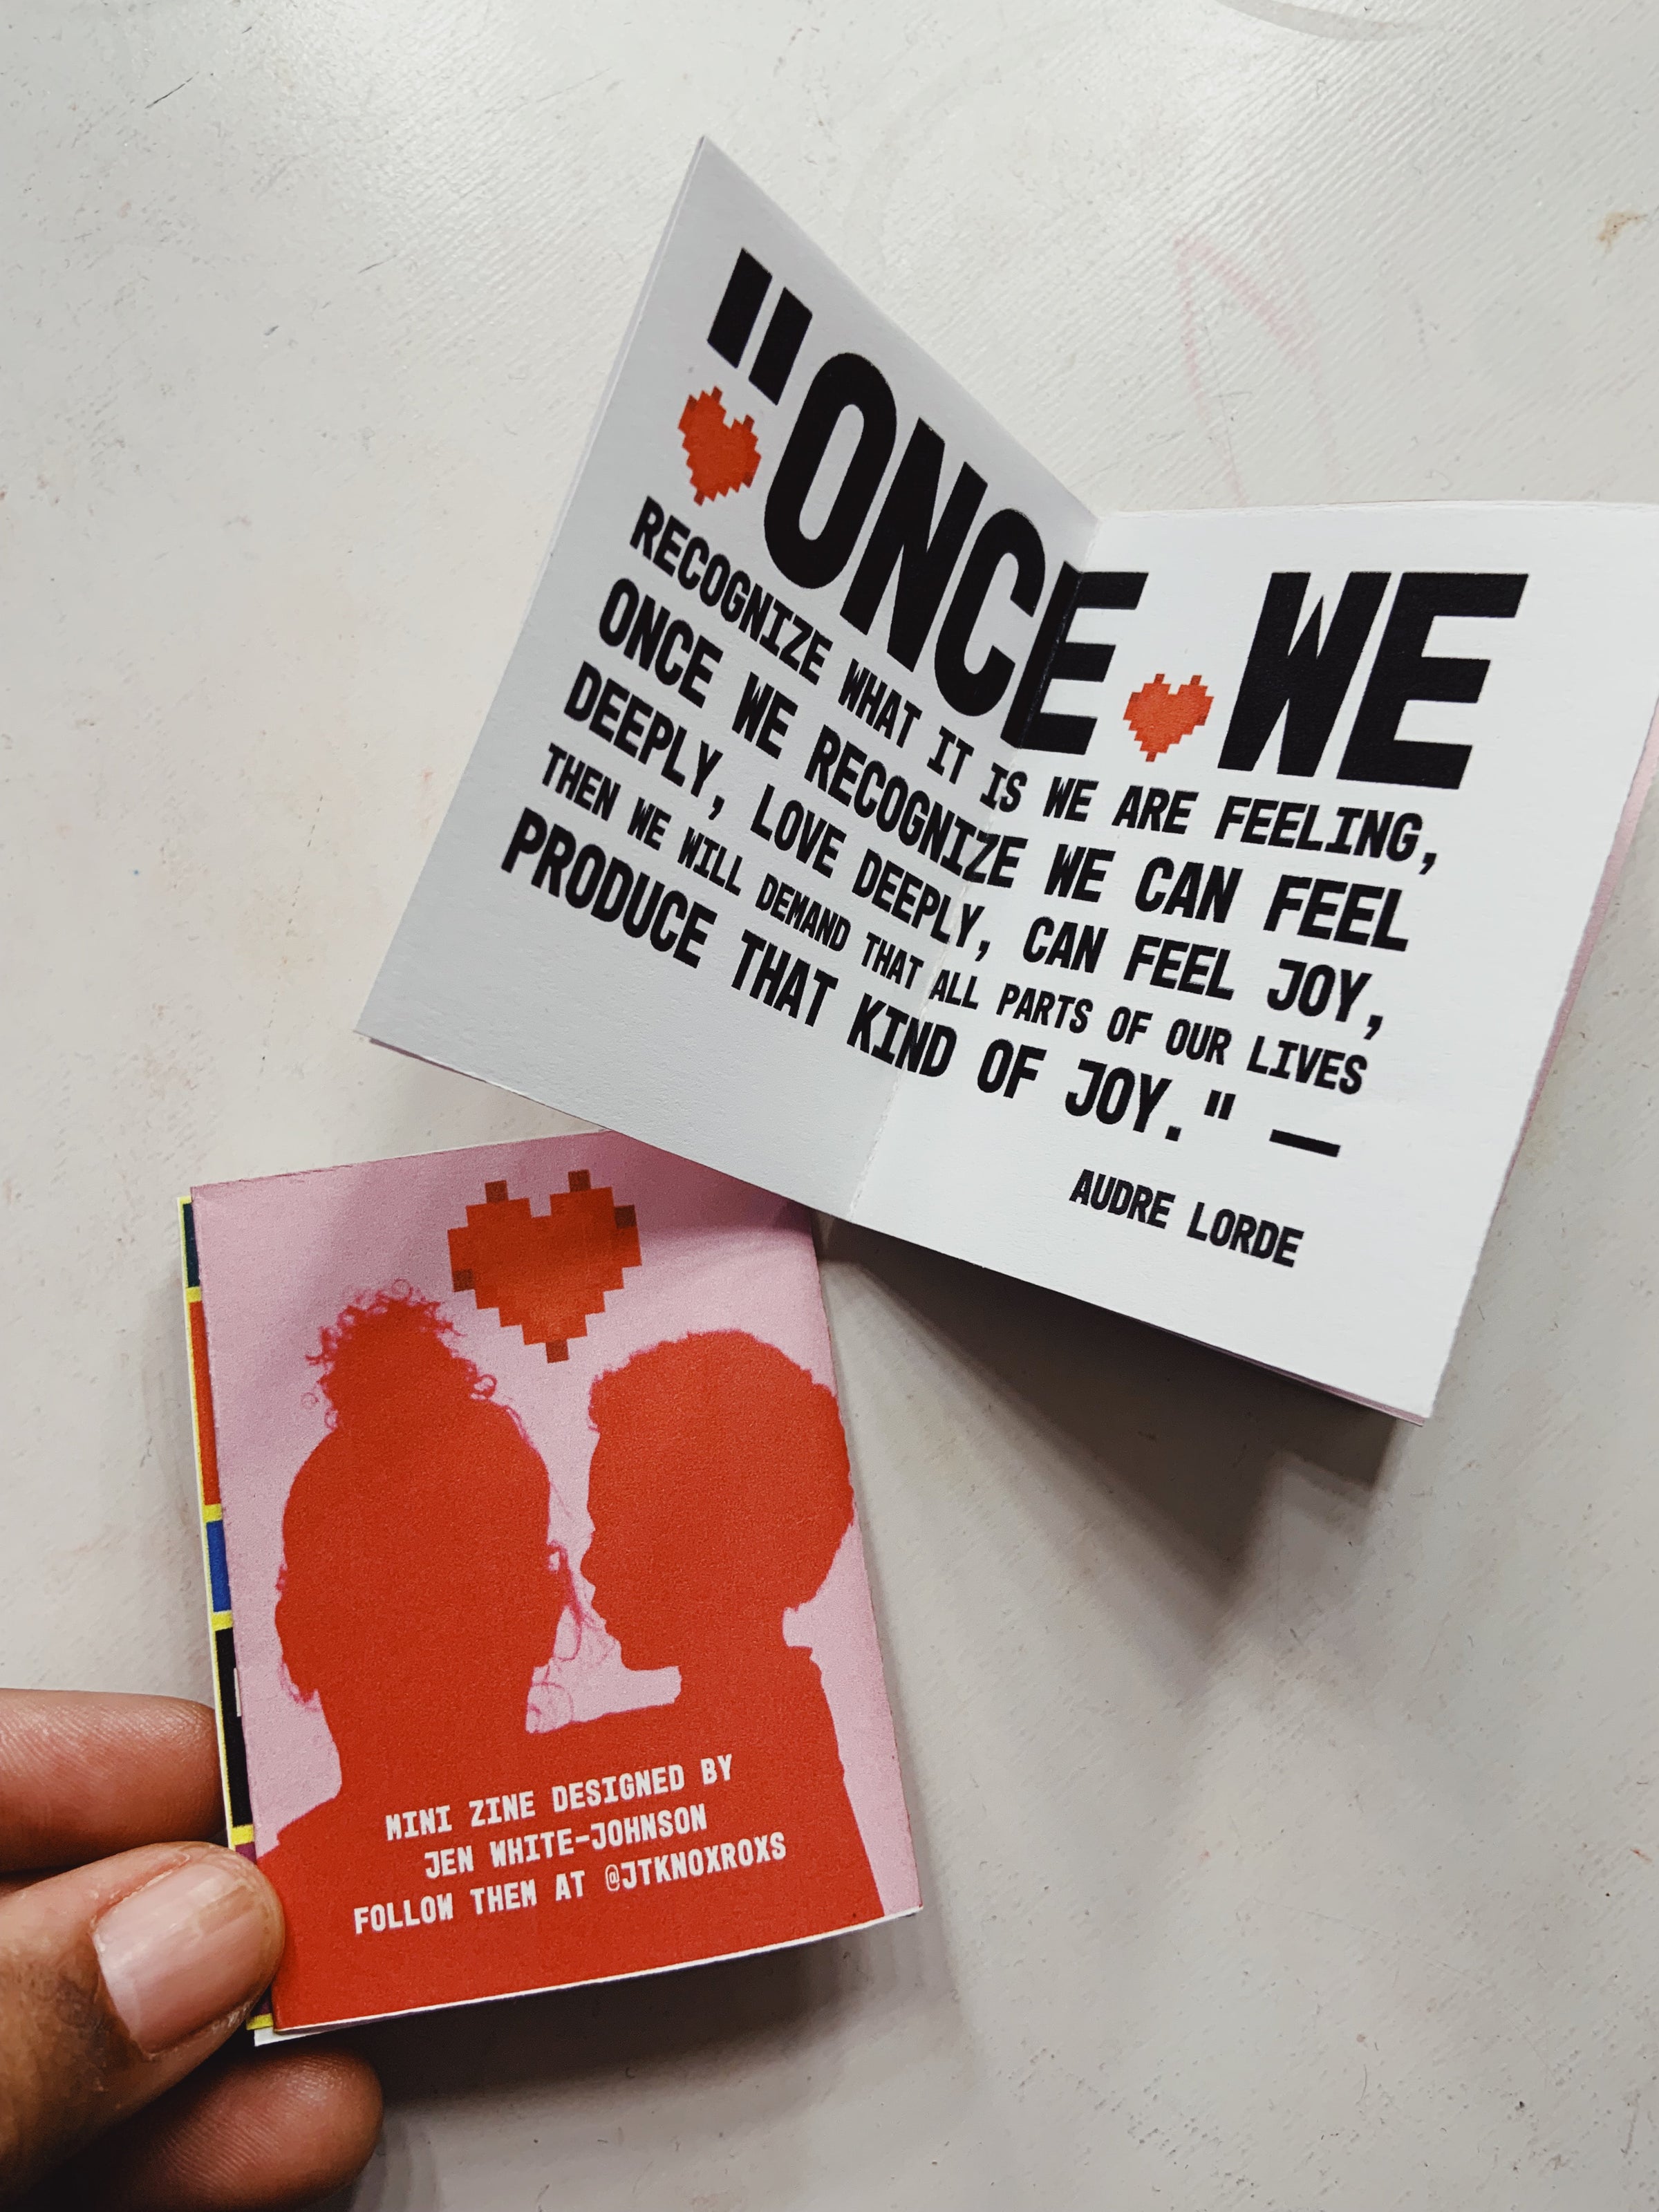 "ONCE WE
RECOGNIZE WHAT IT IS WE ARE FEELING,
ONCE WE RECOGNIZE WE CAN FEEL
DEEPLY, LOVE DEEPLY, CAN FEEL JOY,
THEN WE WILL DEMAND THAT ALL PARTS OF OUR LIVES
PRODUCE THAT KIND OF JOY." —
AUDRE LORDE
MINI ZINE DESIGNED BY
JEN WHITE-JOHNSON
FOLLOW THEM AT @JTKNOXROXS